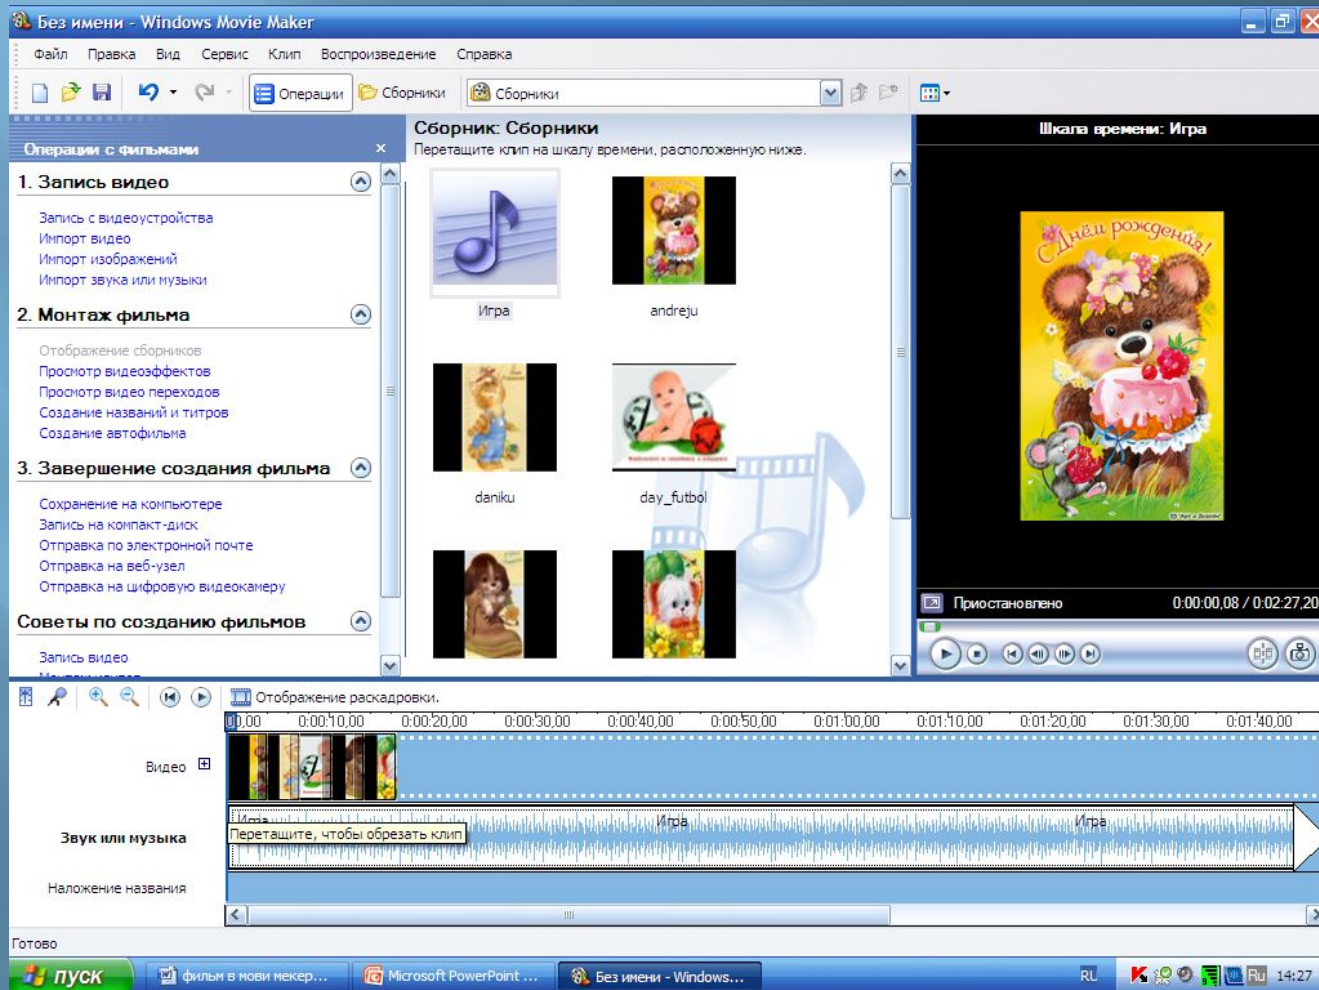 Без имени - Windows Movie Maker
Файл Правка Вид Сервис Клип Воспроизведение Справка
Операции Сборники Сборники
Операции с фильмами
1. Запись видео
Запись с видеоустройства
Импорт видео
Импорт изображений
Импорт звука или музыки
2. Монтаж фильма
Отображение сборников
Просмотр видеоэффектов
Просмотр видео переходов
Создание названий и титров
Создание автофильма
3. Завершение создания фильма
Сохранение на компьютере
Запись на компакт-диск
Отправка по электронной почте
Отправка на веб-узел
Отправка на цифровую видеокамеру
Советы по созданию фильмов
Запись видео
Сборник: Сборники
Перетащите клип на шкалу времени, расположенную ниже.
Игра
andreju
daniku
day_futbol
Шкала времени: Игра
С Днём рождения!
Приостановлено 0:00:00,08 / 0:02:27,20
Отображение раскадровки.
00,00 0:00:10,00 0:00:20,00 0:00:30,00 0:00:40,00 0:00:50,00 0:01:00,00 0:01:10,00 0:01:20,00 0:01:30,00 0:01:40,00
Видео
Звук или музыка
Игра Игра Игра
Перетащите, чтобы обрезать клип
Наложение названия
Готово
пуск фильм в мови мекер... Microsoft PowerPoint ... Без имени - Windows... RU Ru 14:27